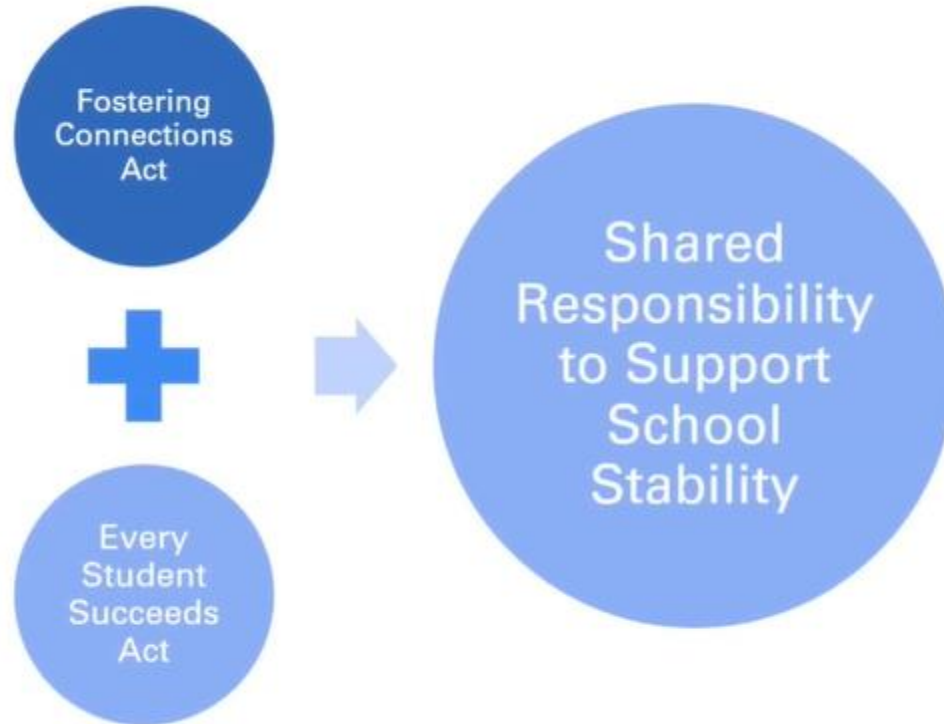 Fostering
Connections
Act
Every
Student
Succeeds
Act
Shared
Responsibility
to Support
School
Stability